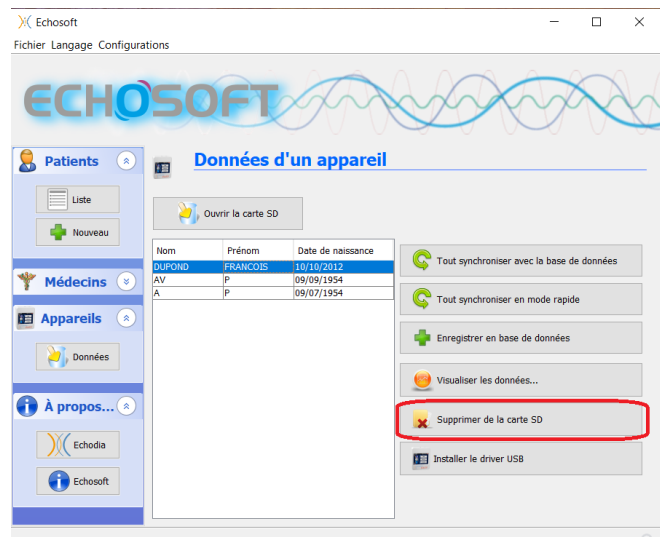 Echosoft
Fichier Langage Configurations
ECHOSOFT
Patients
Liste
Nouveau
Médecins
Appareils
Données
À propos...
Echodia
Echosoft
Données d'un appareil
Ouvrir la carte SD
Nom Prénom Date de naissance
DUPOND FRANCOIS 10/10/2012
AV P 09/09/1954
A P 09/07/1954
Tout synchroniser avec la base de données
Tout synchroniser en mode rapide
Enregistrer en base de données
Visualiser les données...
Supprimer de la carte SD
Installer le driver USB